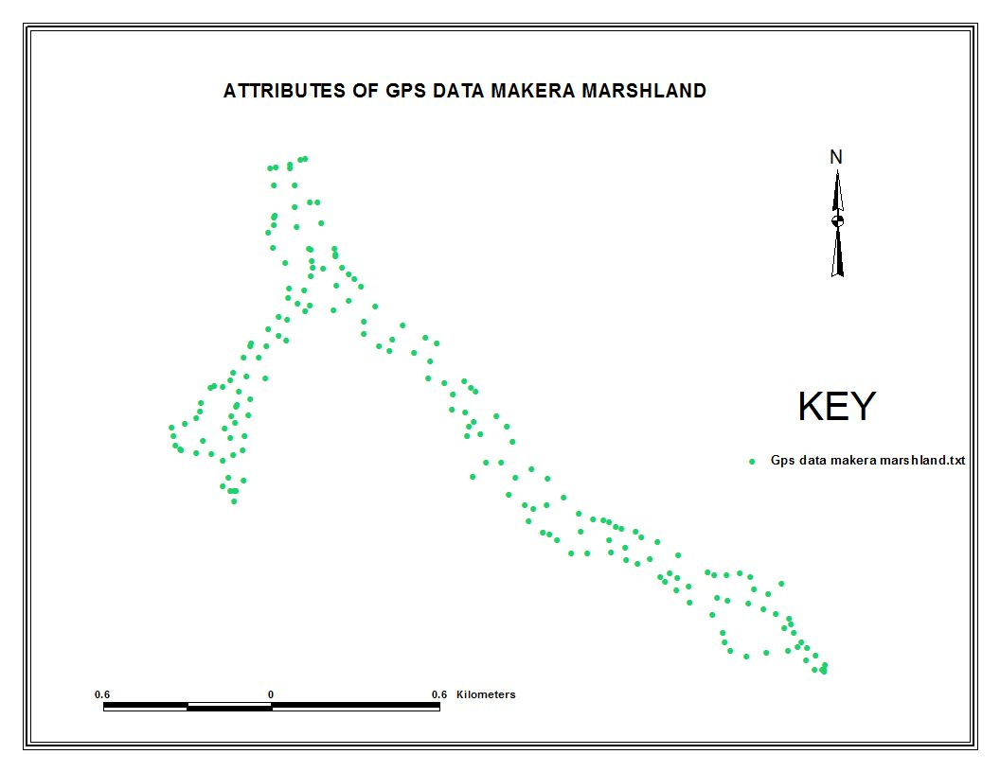 ATTRIBUTES OF GPS DATA MAKERA MARSHLAND
N
KEY
Gps data makera marshland.txt
0.6 0 0.6 Kilometers